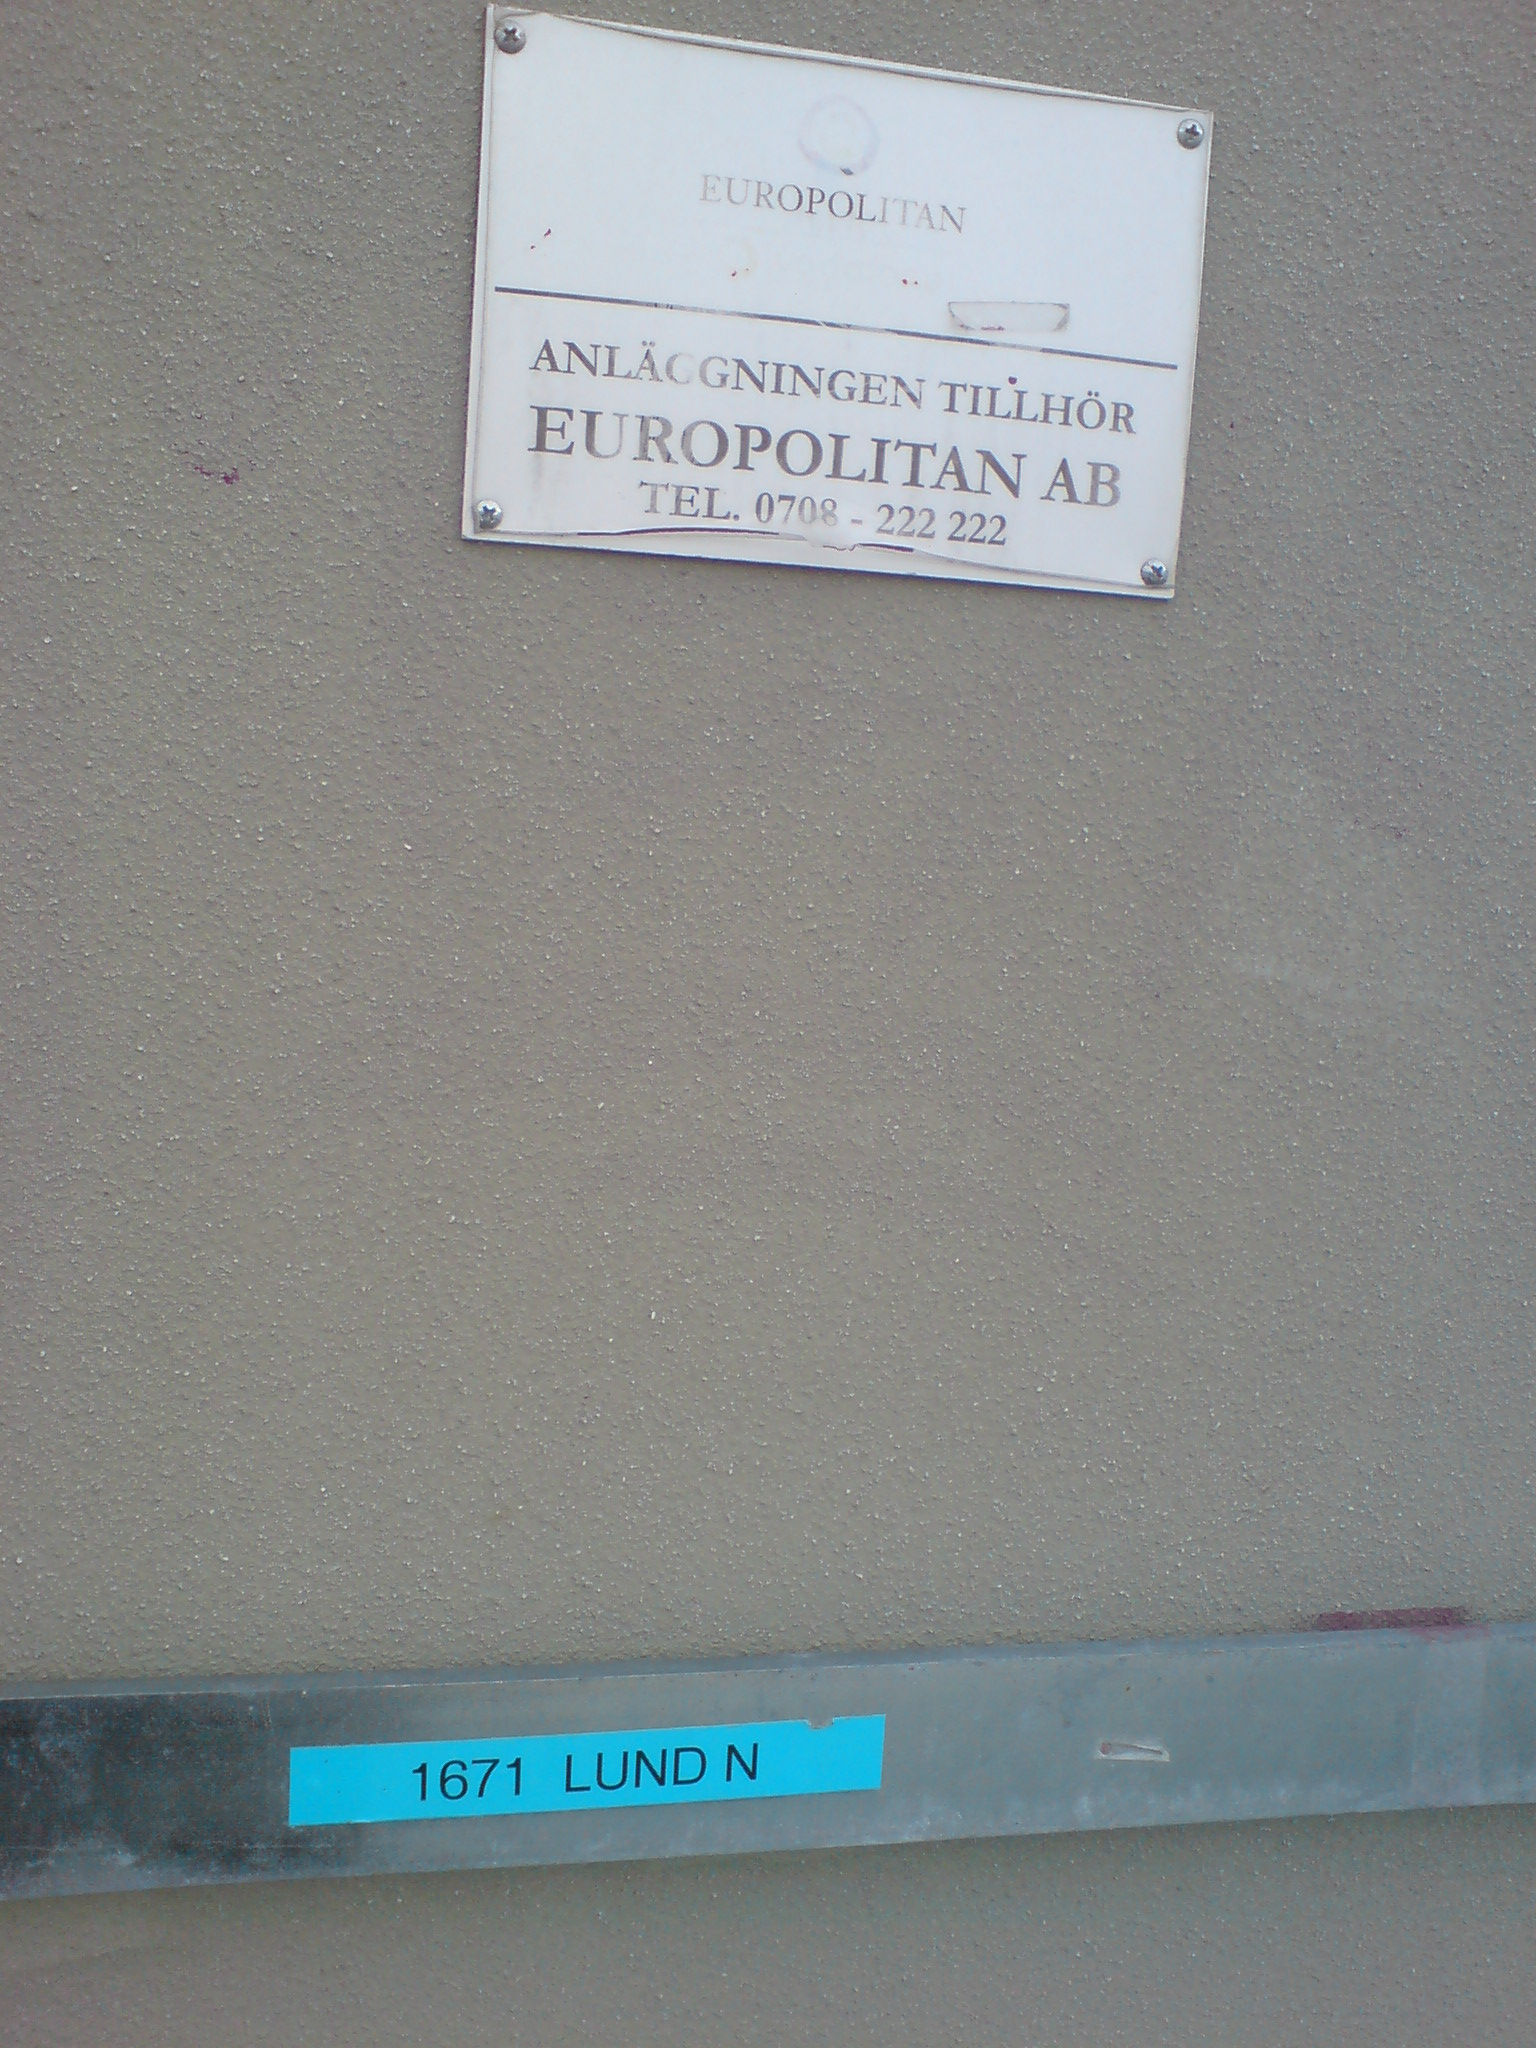 EUROPOLITAN
ANLÄGGNINGEN TILLHÖR
EUROPOLITAN AB
TEL. 0708 - 222 222
1671 LUND N